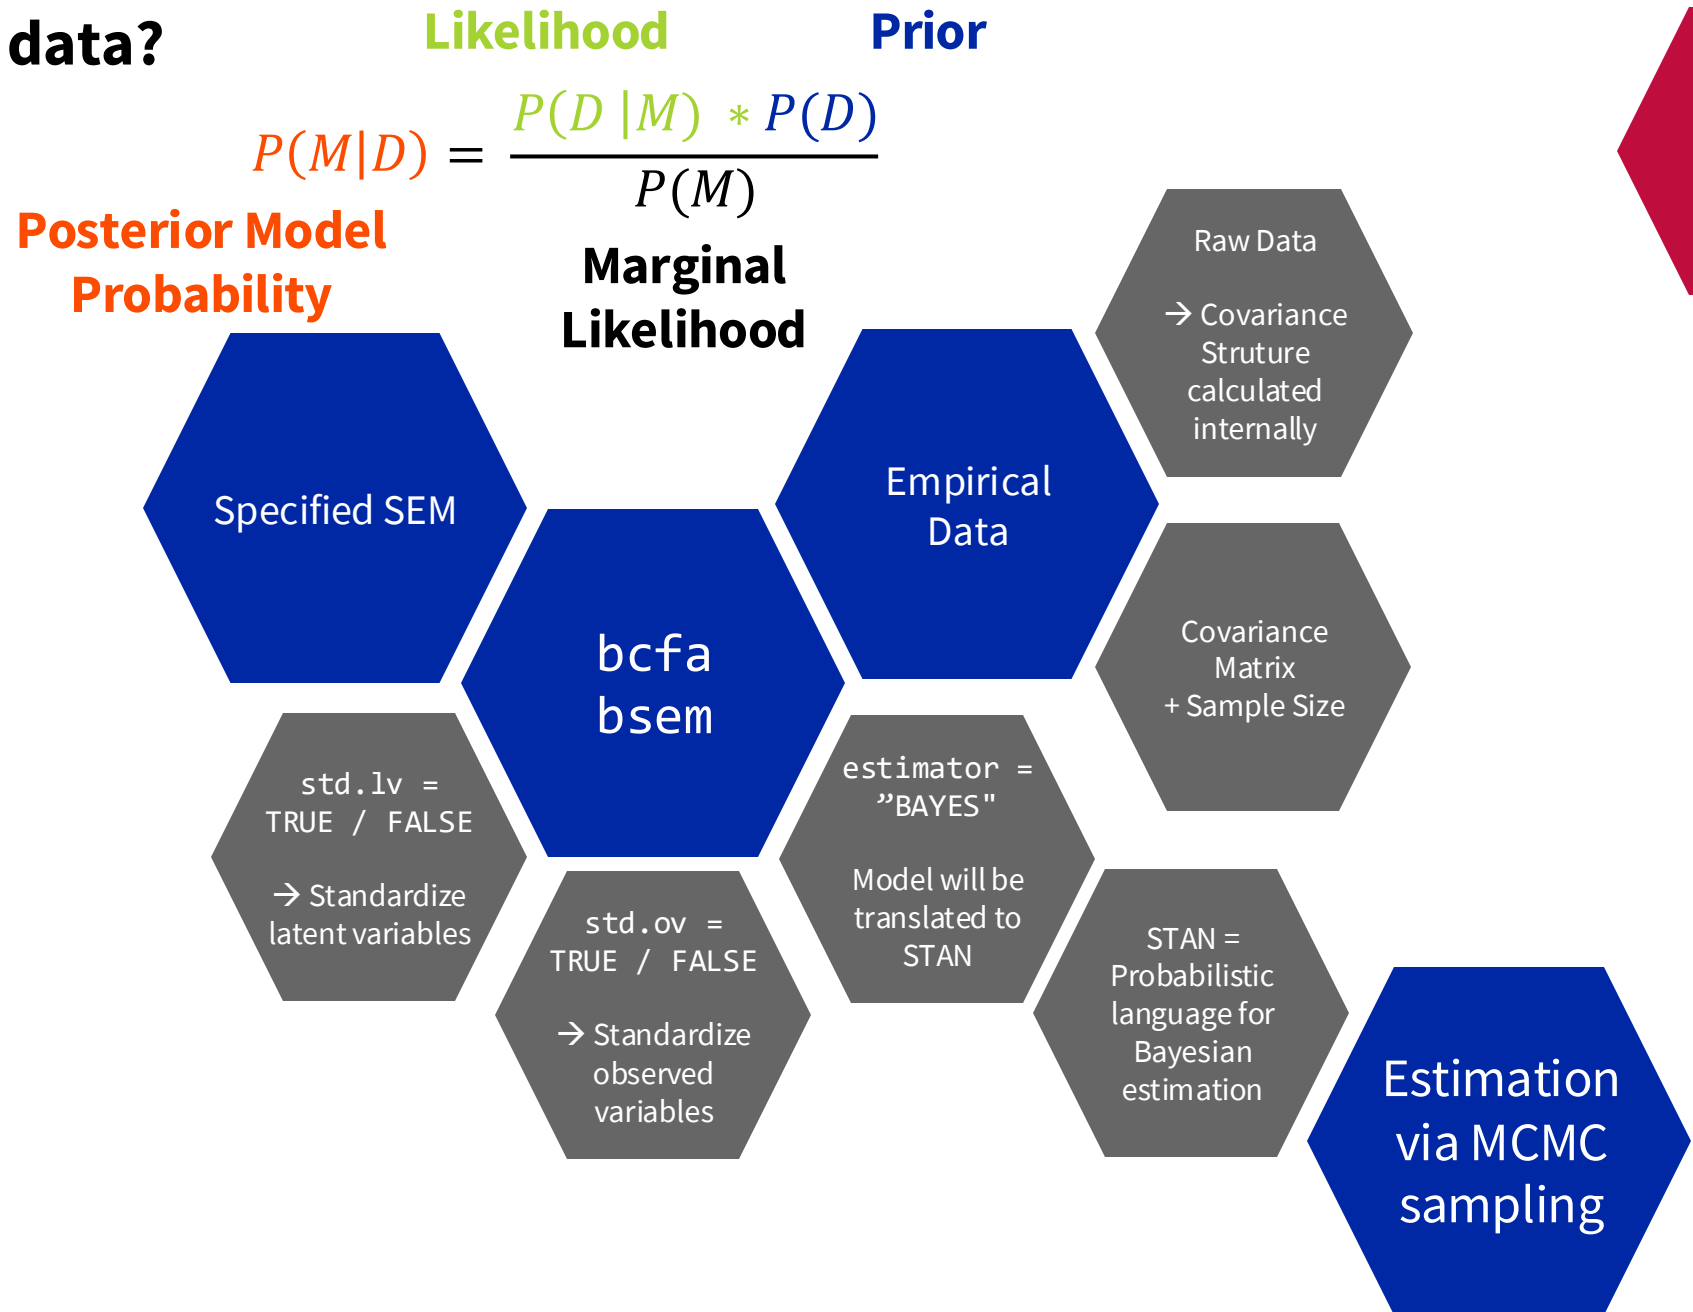 data?
Likelihood
Prior
P(M|D) = P(D |M) * P(D)
P(M)
Posterior Model
Probability
Marginal
Likelihood
Raw Data
→ Covariance
Struture
calculated
internally
Specified SEM
Empirical
Data
bcfa
bsem
Covariance
Matrix
+ Sample Size
std.lv =
TRUE / FALSE
→ Standardize
latent variables
std.ov =
TRUE / FALSE
→ Standardize
observed
variables
estimator =
”BAYES"
Model will be
translated to
STAN
STAN =
Probabilistic
language for
Bayesian
estimation
Estimation
via MCMC
sampling